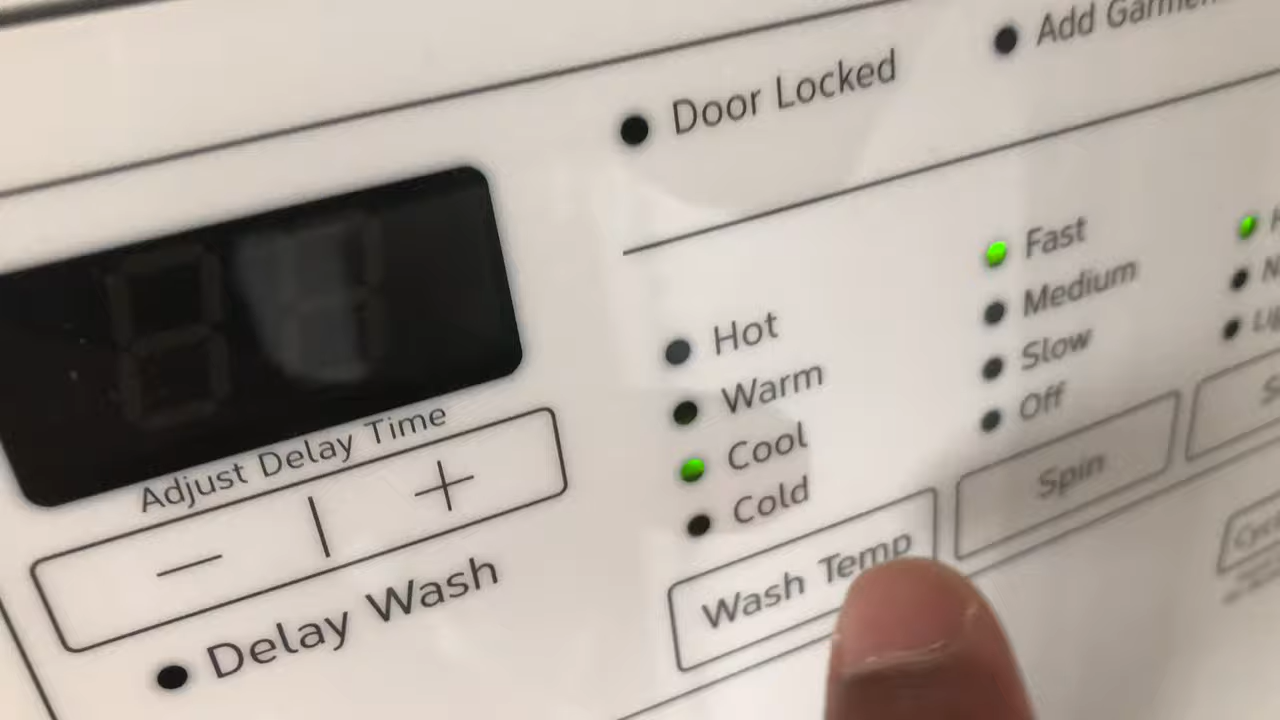 Door Locked
Add
Hot
Warm
Cool
Cold
Fast
Medium
Slow
Off
Adjust Delay Time
− | +
Delay Wash
Wash Temp
Spin